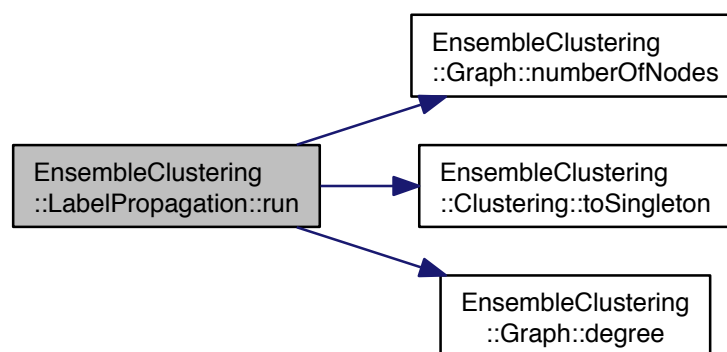 EnsembleClustering
::LabelPropagation::run
EnsembleClustering
::Graph::numberOfNodes
EnsembleClustering
::Clustering::toSingleton
EnsembleClustering
::Graph::degree